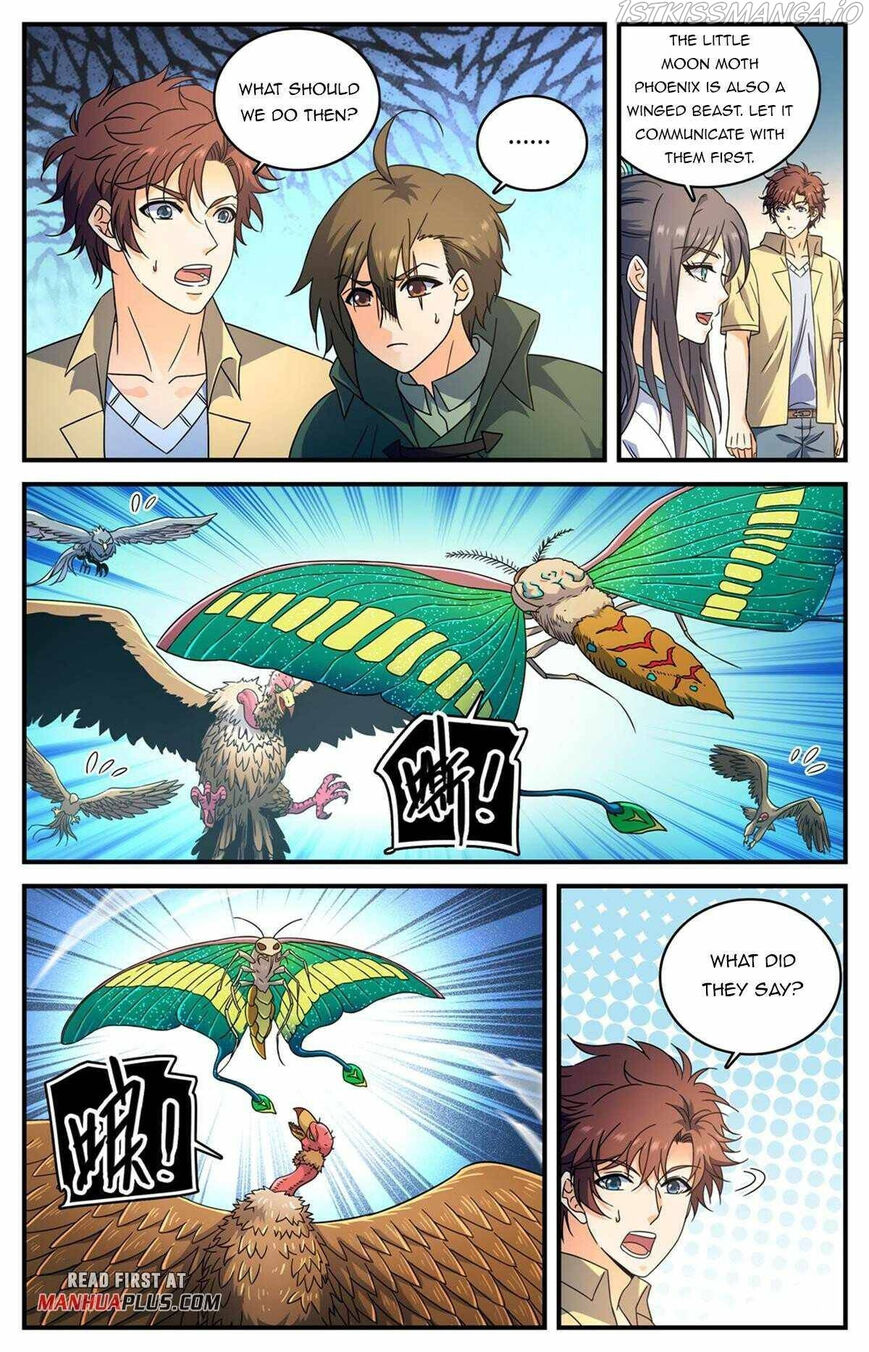 1STKISSMANGA.iO
WHAT SHOULD
WE DO THEN?
......
THE LITTLE
MOON MOTH
PHOENIX IS ALSO A
WINGED BEAST. LET IT
COMMUNICATE WITH
THEM FIRST.
WHAT DID
THEY SAY?
READ FIRST AT
MANHUAPLUS.COM